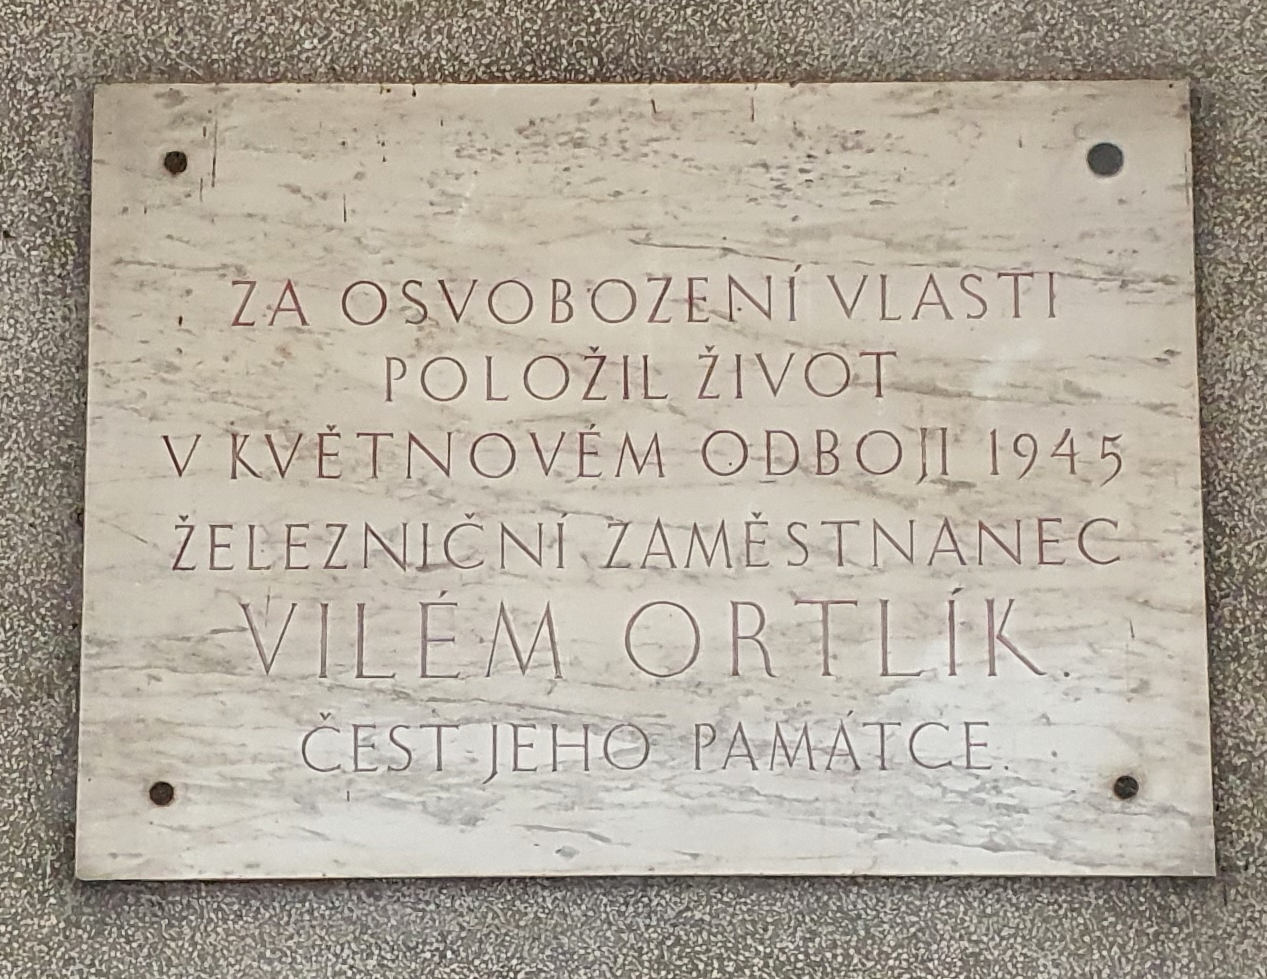 ZA OSVOBOZENÍ VLASTI
POLOŽIL ŽIVOT
V KVĚTNOVÉM ODBOJI 1945
ŽELEZNIČNÍ ZAMĚSTNANEC
VILÉM ORTLÍK.
ČEST JEHO PAMÁTCE.